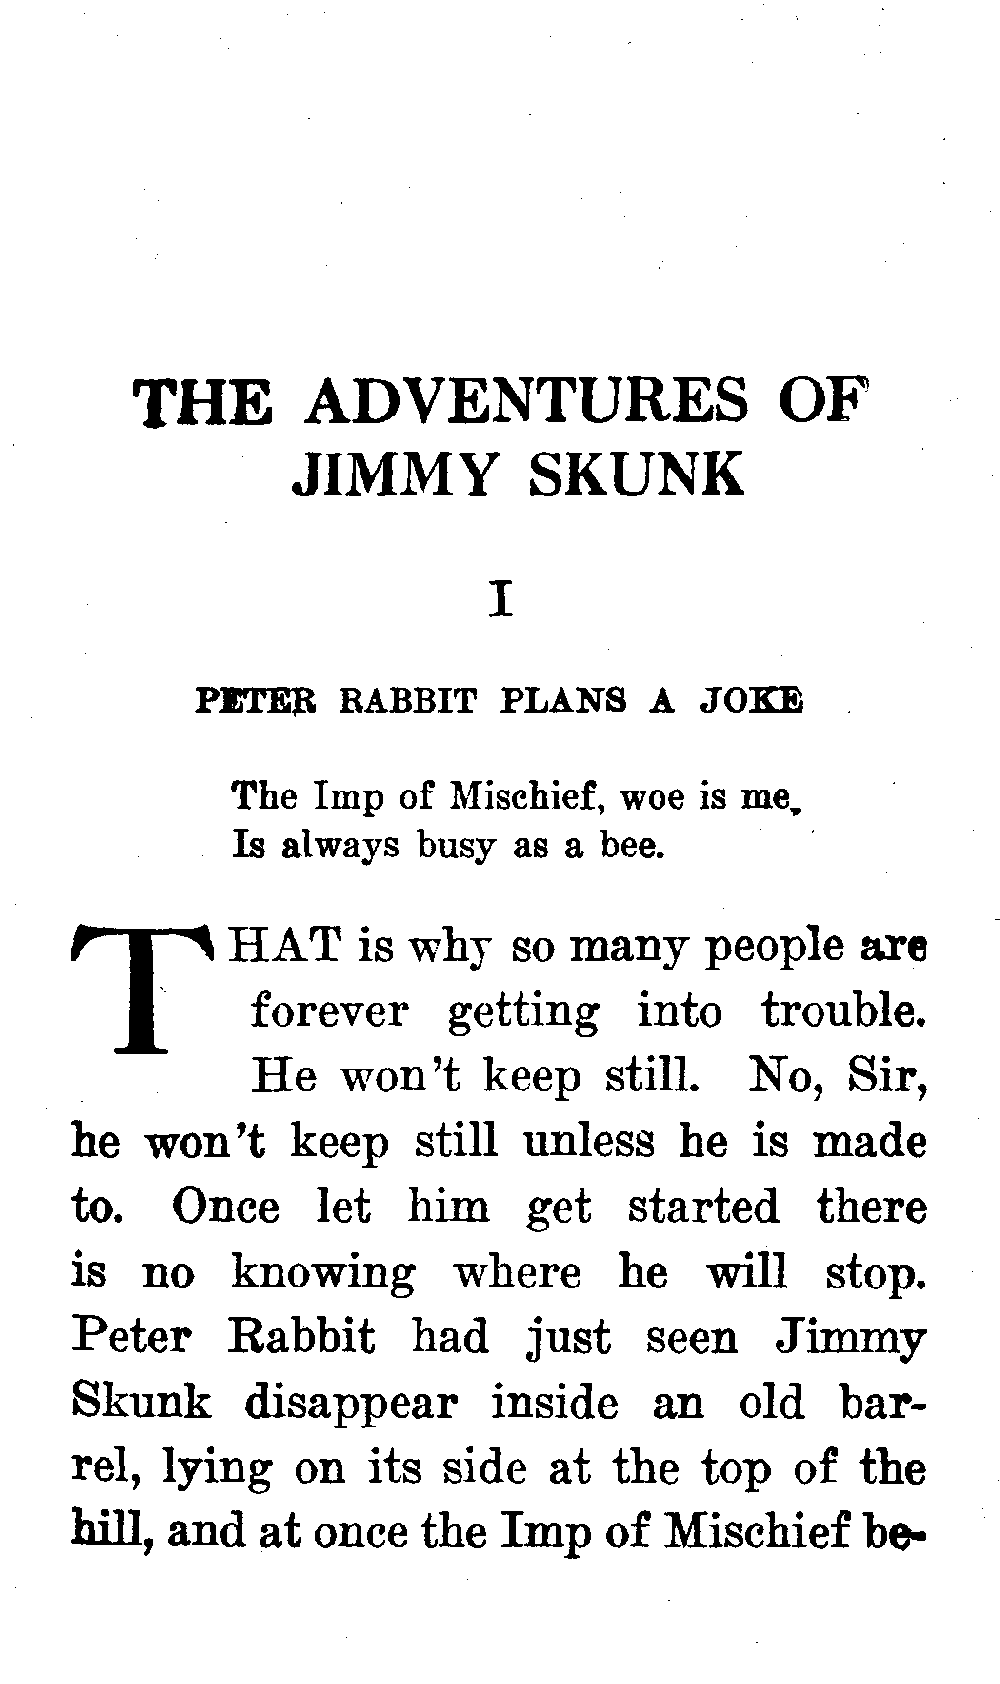 THE ADVENTURES OF
JIMMY SKUNK
I
PETER RABBIT PLANS A JOKE
The Imp of Mischief, woe is me,
Is always busy as a bee.
THAT is why so many people are
forever getting into trouble.
He won't keep still. No, Sir,
he won't keep still unless he is made
to. Once let him get started there
is no knowing where he will stop.
Peter Rabbit had just seen Jimmy
Skunk disappear inside an old bar-
rel, lying on its side at the top of the
hill, and at once the Imp of Mischief be-